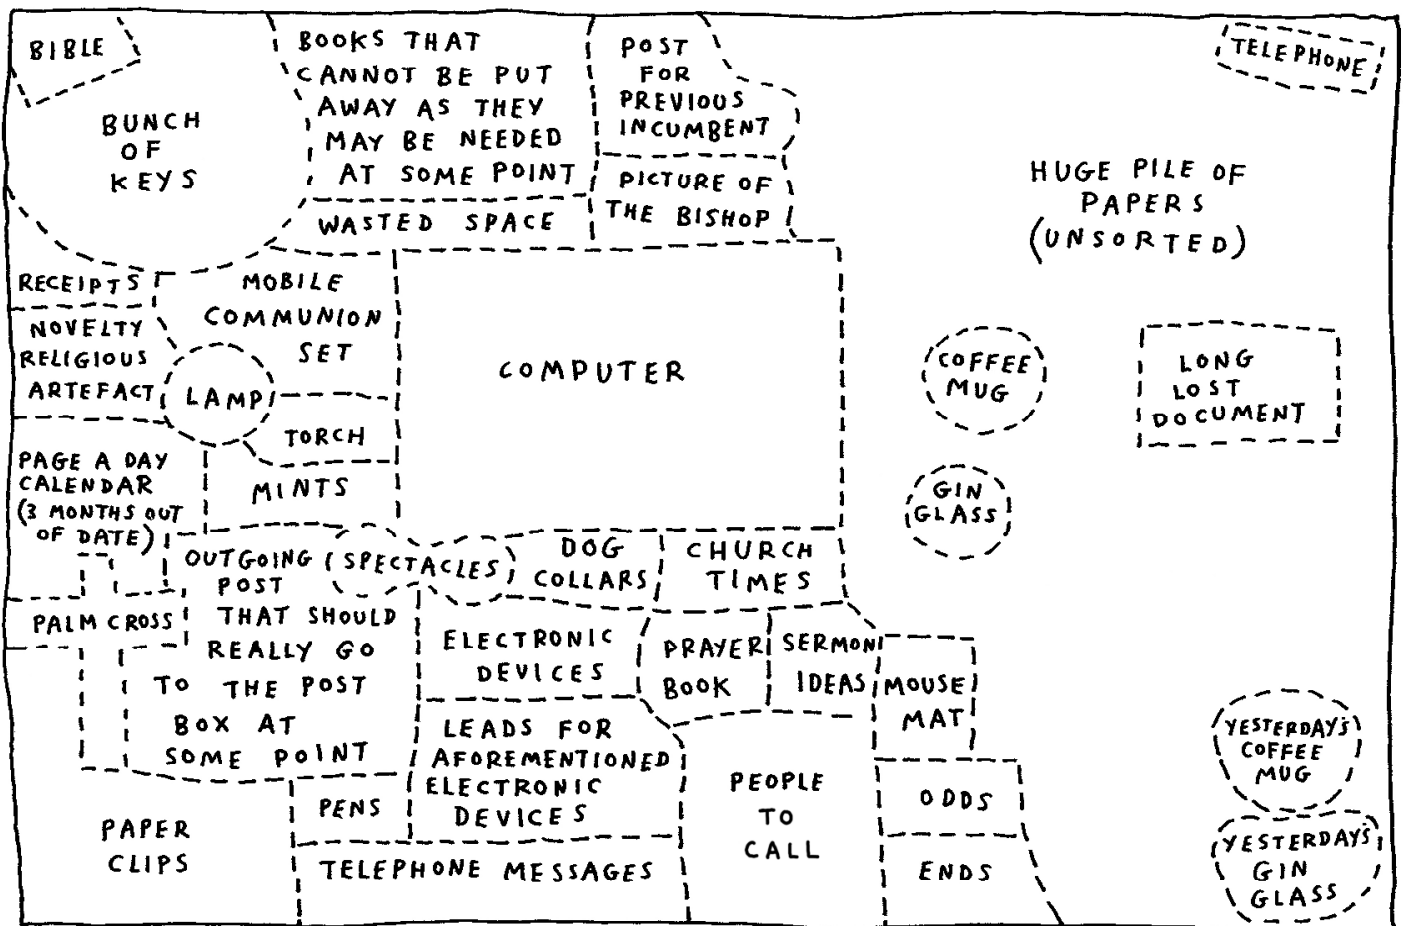 BIBLE
BUNCH
OF
KEYS
BOOKS THAT
CANNOT BE PUT
AWAY AS THEY
MAY BE NEEDED
AT SOME POINT
WASTED SPACE
POST
FOR
PREVIOUS
INCUMBENT
PICTURE OF
THE BISHOP
TELEPHONE
HUGE PILE OF
PAPERS
(UNSORTED)
RECEIPTS
NOVELTY
RELIGIOUS
ARTEFACT
MOBILE
COMMUNION
SET
LAMP
TORCH
MINTS
COMPUTER
COFFEE
MUG
LONG
LOST
DOCUMENT
GIN
GLASS
PAGE A DAY
CALENDAR
(3 MONTHS OUT
OF DATE)
PALM CROSS
OUTGOING
POST
THAT SHOULD
REALLY GO
TO THE POST
BOX AT
SOME POINT
SPECTACLES
DOG
COLLARS
CHURCH
TIMES
ELECTRONIC
DEVICES
PRAYER
BOOK
SERMON
IDEAS
MOUSE
MAT
LEADS FOR
AFOREMENTIONED
ELECTRONIC
DEVICES
PEOPLE
TO
CALL
ODDS
ENDS
PAPER
CLIPS
PENS
TELEPHONE MESSAGES
YESTERDAY'S
COFFEE
MUG
YESTERDAY'S
GIN
GLASS